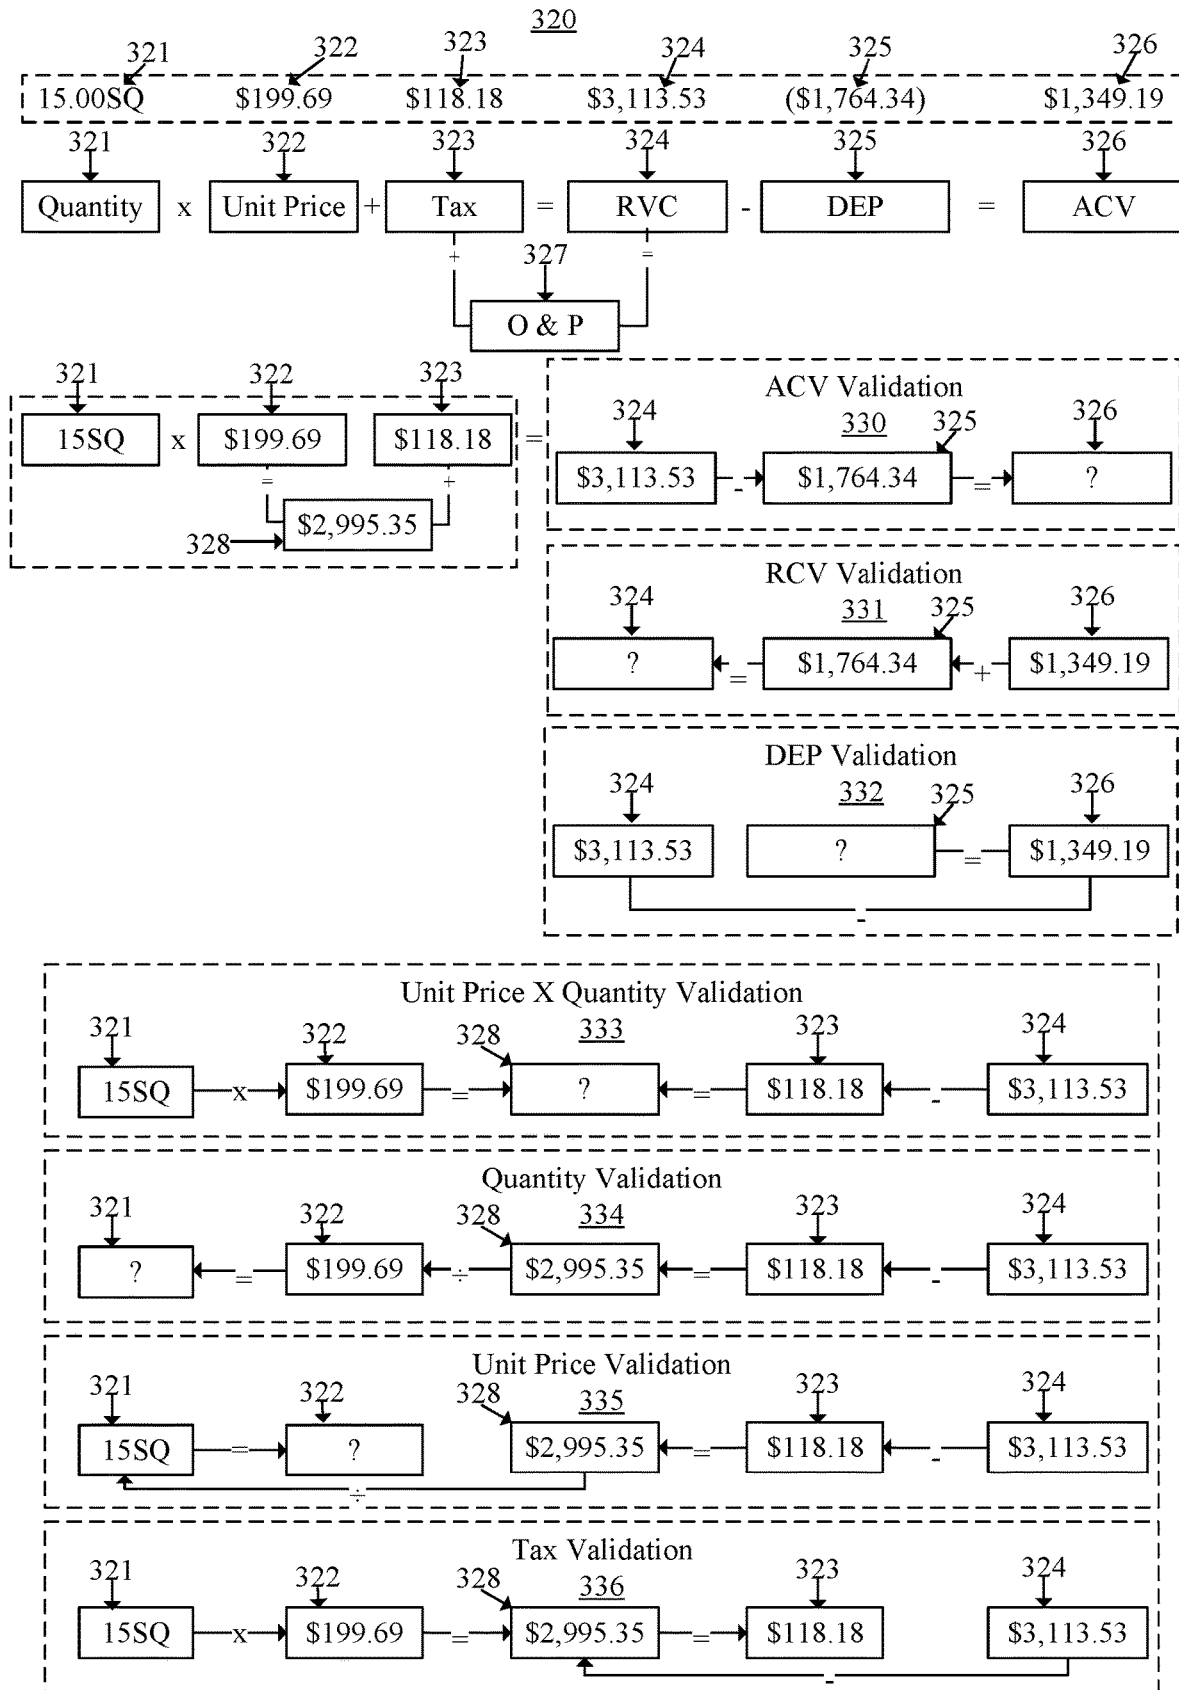 320
321 322 323 324 325 326
15.00SQ $199.69 $118.18 $3,113.53 ($1,764.34) $1,349.19
321 322 323 324 325 326
Quantity x Unit Price + Tax = RVC - DEP = ACV
+ 327 =
O & P
321 322 323
15SQ x $199.69 $118.18 =
= +
$2,995.35
328
ACV Validation
324 330 325 326
$3,113.53 - $1,764.34 = ?
RCV Validation
324 331 325 326
? = $1,764.34 + $1,349.19
DEP Validation
324 332 325 326
$3,113.53 ? = $1,349.19
-
Unit Price X Quantity Validation
321 322 328 333 323 324
15SQ x $199.69 = ? = $118.18 - $3,113.53
Quantity Validation
321 322 328 334 323 324
? = $199.69 ÷ $2,995.35 = $118.18 - $3,113.53
Unit Price Validation
321 322 328 335 323 324
15SQ = ? $2,995.35 = $118.18 - $3,113.53
÷
Tax Validation
321 322 328 336 323 324
15SQ x $199.69 = $2,995.35 = $118.18 $3,113.53
-